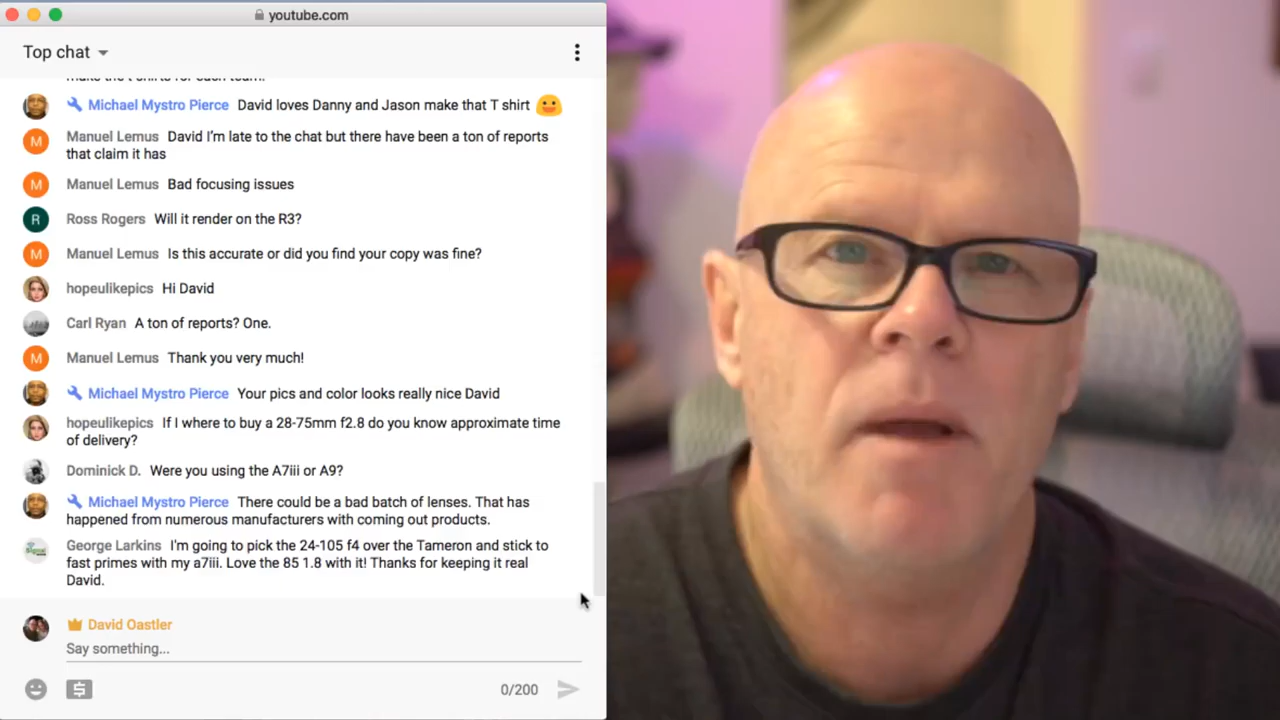 youtube.com
Top chat
Michael Mystro Pierce David loves Danny and Jason make that T shirt
M Manuel Lemus David I'm late to the chat but there have been a ton of reports
that claim it has
M Manuel Lemus Bad focusing issues
R Ross Rogers Will it render on the R3?
M Manuel Lemus Is this accurate or did you find your copy was fine?
hopeulikepics Hi David
Carl Ryan A ton of reports? One.
M Manuel Lemus Thank you very much!
Michael Mystro Pierce Your pics and color looks really nice David
hopeulikepics If I where to buy a 28-75mm f2.8 do you know approximate time
of delivery?
Dominick D. Were you using the A7iii or A9?
Michael Mystro Pierce There could be a bad batch of lenses. That has
happened from numerous manufacturers with coming out products.
George Larkins I'm going to pick the 24-105 f4 over the Tameron and stick to
fast primes with my a7iii. Love the 85 1.8 with it! Thanks for keeping it real
David.
David Oastler
Say something...
$ 0/200